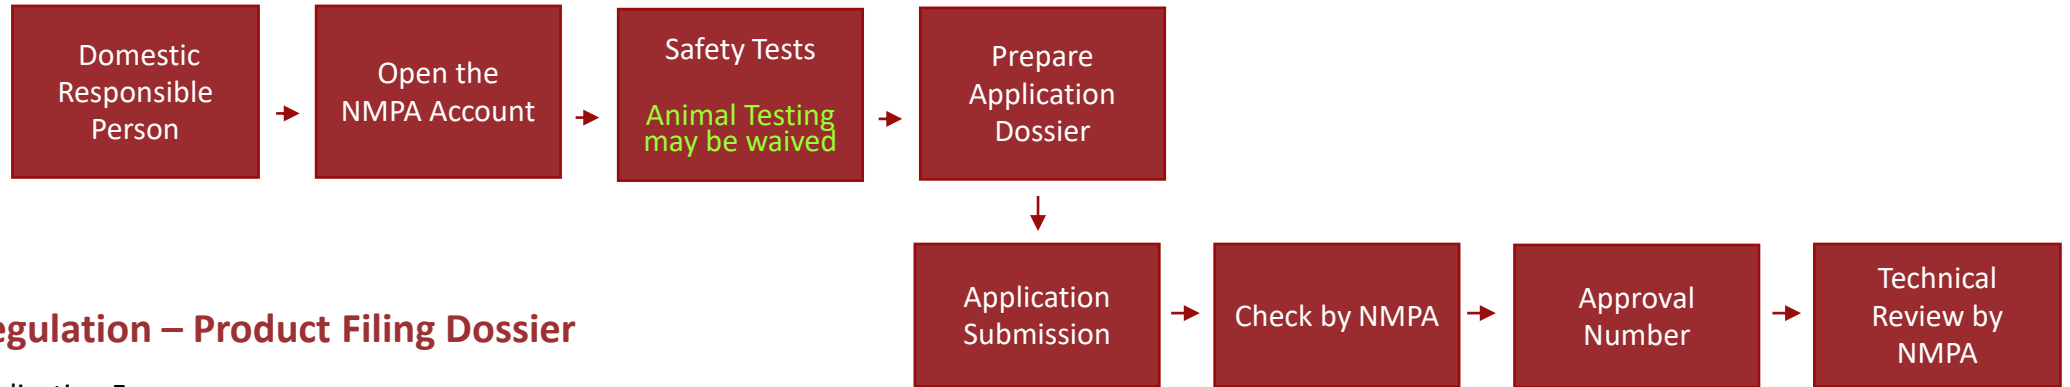 Domestic
Responsible
Person
Open the
NMPA Account
Safety Tests
Animal Testing
may be waived
Prepare
Application
Dossier
Application
Submission
Check by NMPA
Approval
Number
Technical
Review by
NMPA
egulation – Product Filing Dossier